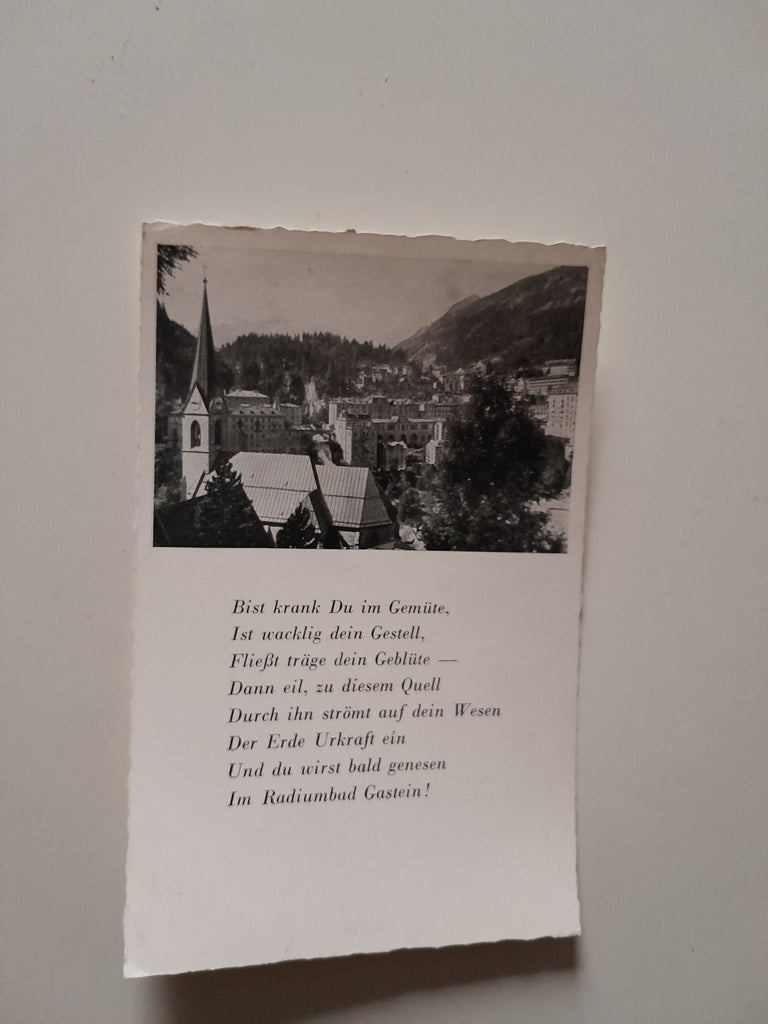 Bist krank Du im Gemüte,
Ist wacklig dein Gestell,
Fließt träge dein Geblüte —
Dann eil, zu diesem Quell
Durch ihn strömt auf dein Wesen
Der Erde Urkraft ein
Und du wirst bald genesen
Im Radiumbad Gastein!